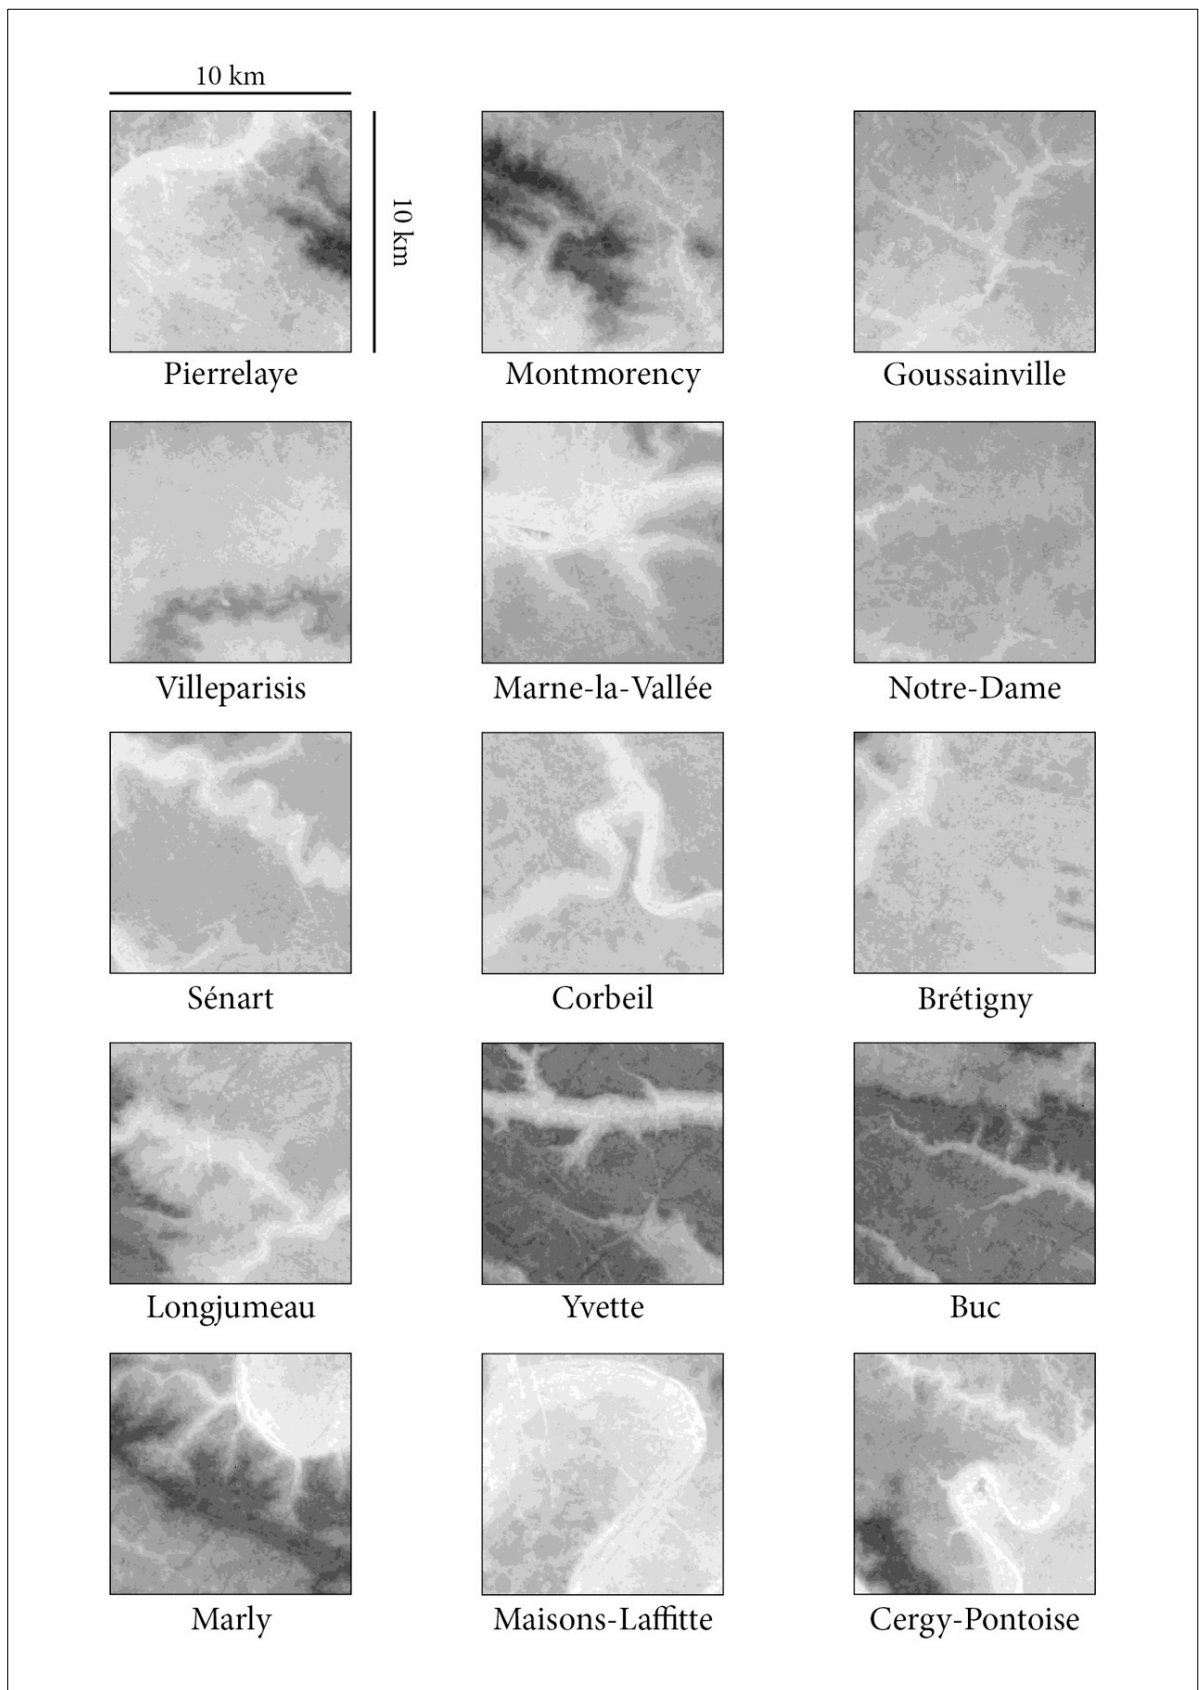 10 km
10 km
Pierrelaye
Montmorency
Goussainville
Villeparisis
Marne-la-Vallée
Notre-Dame
Sénart
Corbeil
Brétigny
Longjumeau
Yvette
Buc
Marly
Maisons-Laffitte
Cergy-Pontoise